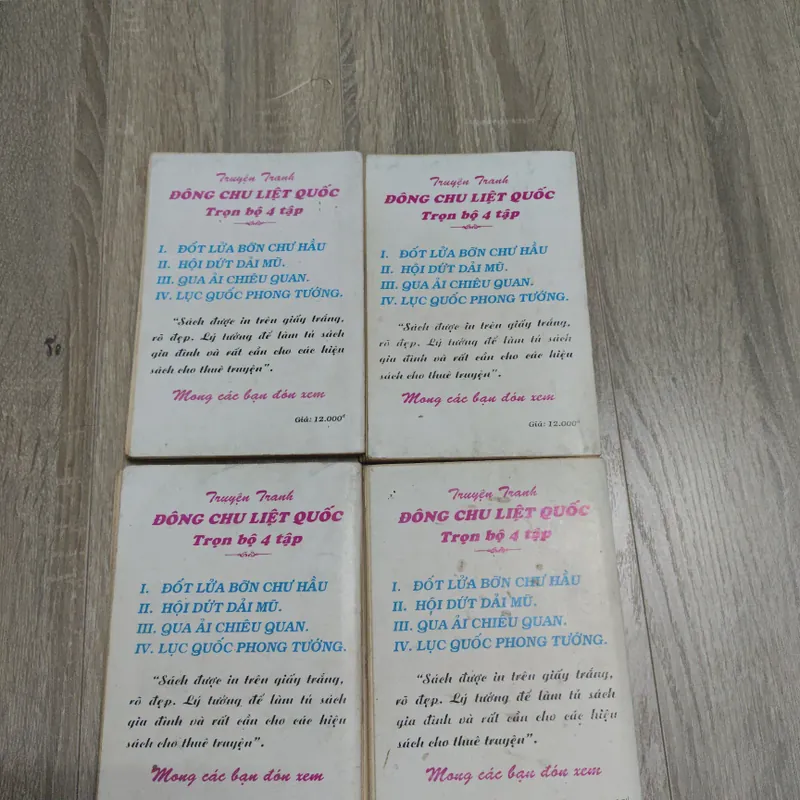 Truyện Tranh
ĐÔNG CHU LIỆT QUỐC
Trọn bộ 4 tập
I. ĐỐT LỬA BỠN CHƯ HẦU
II. HỘI DỨT DẢI MŨ.
III. QUA ẢI CHIÊU QUAN.
IV. LỤC QUỐC PHONG TƯỚNG.
"Sách được in trên giấy trắng,
rõ đẹp. Lý tưởng để làm tủ sách
gia đình và rất cần cho các hiệu
sách cho thuê truyện".
Mong các bạn đón xem
Giá: 12.000đ
Truyện Tranh
ĐÔNG CHU LIỆT QUỐC
Trọn bộ 4 tập
I. ĐỐT LỬA BỠN CHƯ HẦU
II. HỘI DỨT DẢI MŨ.
III. QUA ẢI CHIÊU QUAN.
IV. LỤC QUỐC PHONG TƯỚNG.
"Sách được in trên giấy trắng,
rõ đẹp. Lý tưởng để làm tủ sách
gia đình và rất cần cho các hiệu
sách cho thuê truyện".
Mong các bạn đón xem
Giá: 12.000đ
Truyện Tranh
ĐÔNG CHU LIỆT QUỐC
Trọn bộ 4 tập
I. ĐỐT LỬA BỠN CHƯ HẦU
II. HỘI DỨT DẢI MŨ.
III. QUA ẢI CHIÊU QUAN.
IV. LỤC QUỐC PHONG TƯỚNG.
"Sách được in trên giấy trắng,
rõ đẹp. Lý tưởng để làm tủ sách
gia đình và rất cần cho các hiệu
sách cho thuê truyện".
Mong các bạn đón xem
Truyện Tranh
ĐÔNG CHU LIỆT QUỐC
Trọn bộ 4 tập
I. ĐỐT LỬA BỠN CHƯ HẦU
II. HỘI DỨT DẢI MŨ.
III. QUA ẢI CHIÊU QUAN.
IV. LỤC QUỐC PHONG TƯỚNG.
"Sách được in trên giấy trắng,
rõ đẹp. Lý tưởng để làm tủ sách
gia đình và rất cần cho các hiệu
sách cho thuê truyện".
Mong các bạn đón xem